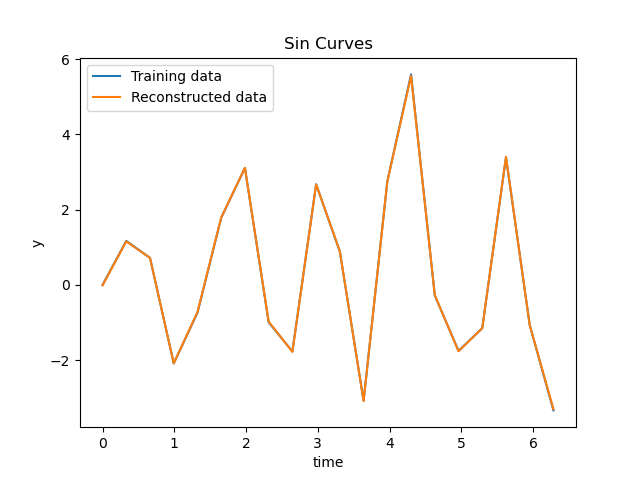 Sin Curves
Training data
Reconstructed data
y
6
4
2
0
−2
0 1 2 3 4 5 6
time